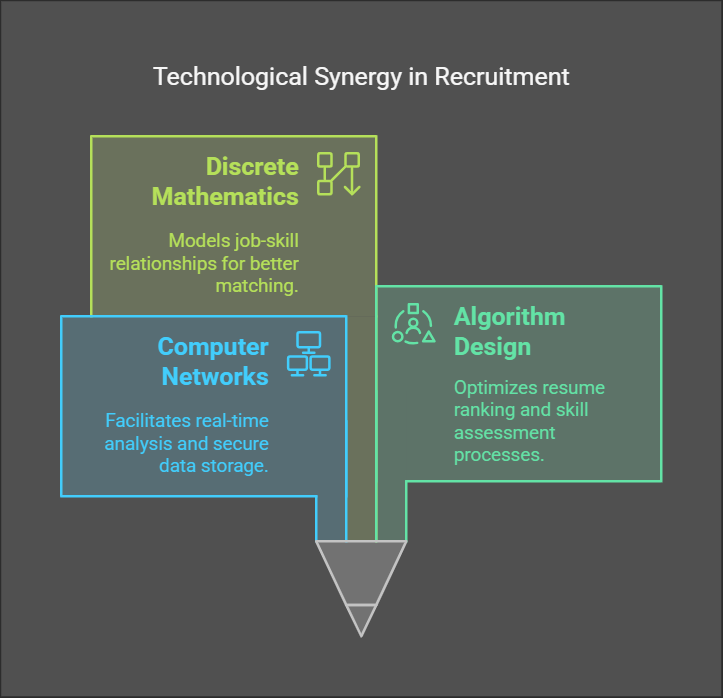 Technological Synergy in Recruitment
Discrete
Mathematics
Models job-skill
relationships for better
matching.
Algorithm
Design
Optimizes resume
ranking and skill
assessment
processes.
Computer
Networks
Facilitates real-time
analysis and secure
data storage.